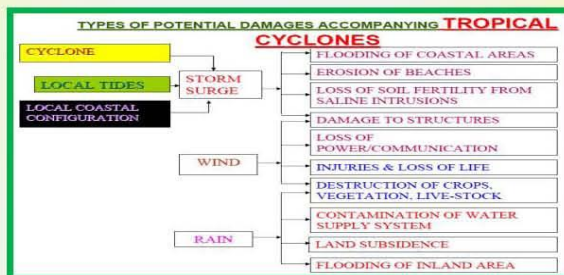 TYPES OF POTENTIAL DAMAGES ACCOMPANYING TROPICAL
CYCLONES
CYCLONE
LOCAL TIDES
LOCAL COASTAL
CONFIGURATION
STORM
SURGE
WIND
RAIN
FLOODING OF COASTAL AREAS
EROSION OF BEACHES
LOSS OF SOIL FERTILITY FROM
SALINE INTRUSIONS
DAMAGE TO STRUCTURES
LOSS OF
POWER/COMMUNICATION
INJURIES & LOSS OF LIFE
DESTRUCTION OF CROPS,
VEGETATION, LIVE-STOCK
CONTAMINATION OF WATER
SUPPLY SYSTEM
LAND SUBSIDENCE
FLOODING OF INLAND AREA